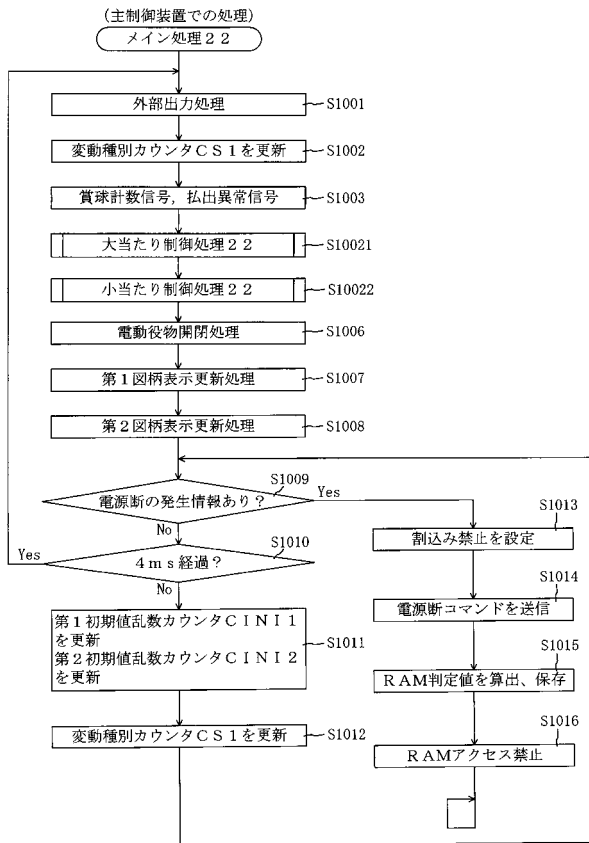 (主制御装置での処理)
メイン処理２２
外部出力処理
S1001
変動種別カウンタＣＳ１を更新
S1002
賞球計数信号，払出異常信号
S1003
大当たり制御処理２２
S10021
小当たり制御処理２２
S10022
電動役物開閉処理
S1006
第１図柄表示更新処理
S1007
第２図柄表示更新処理
S1008
S1009
電源断の発生情報あり？
Yes
No
S1010
Yes
４ｍｓ経過？
No
第１初期値乱数カウンタＣＩＮＩ１
を更新
第２初期値乱数カウンタＣＩＮＩ２
を更新
S1011
変動種別カウンタＣＳ１を更新
S1012
S1013
割込み禁止を設定
S1014
電源断コマンドを送信
S1015
ＲＡＭ判定値を算出、保存
S1016
ＲＡＭアクセス禁止